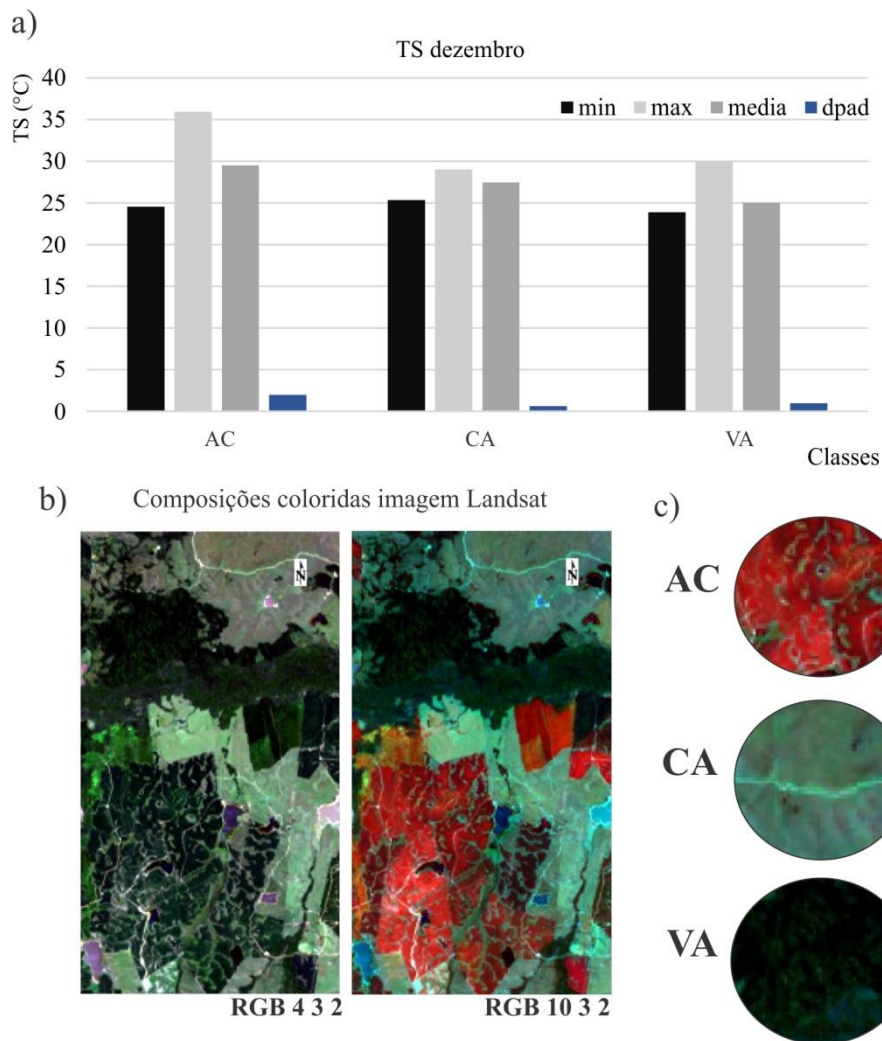 a)
TS dezembro
TS (°C)
40
35
30
25
20
15
10
5
0
min max media dpad
AC CA VA
Classes
b)
Composições coloridas imagem Landsat
N
N
RGB 4 3 2
RGB 10 3 2
c)
AC
CA
VA